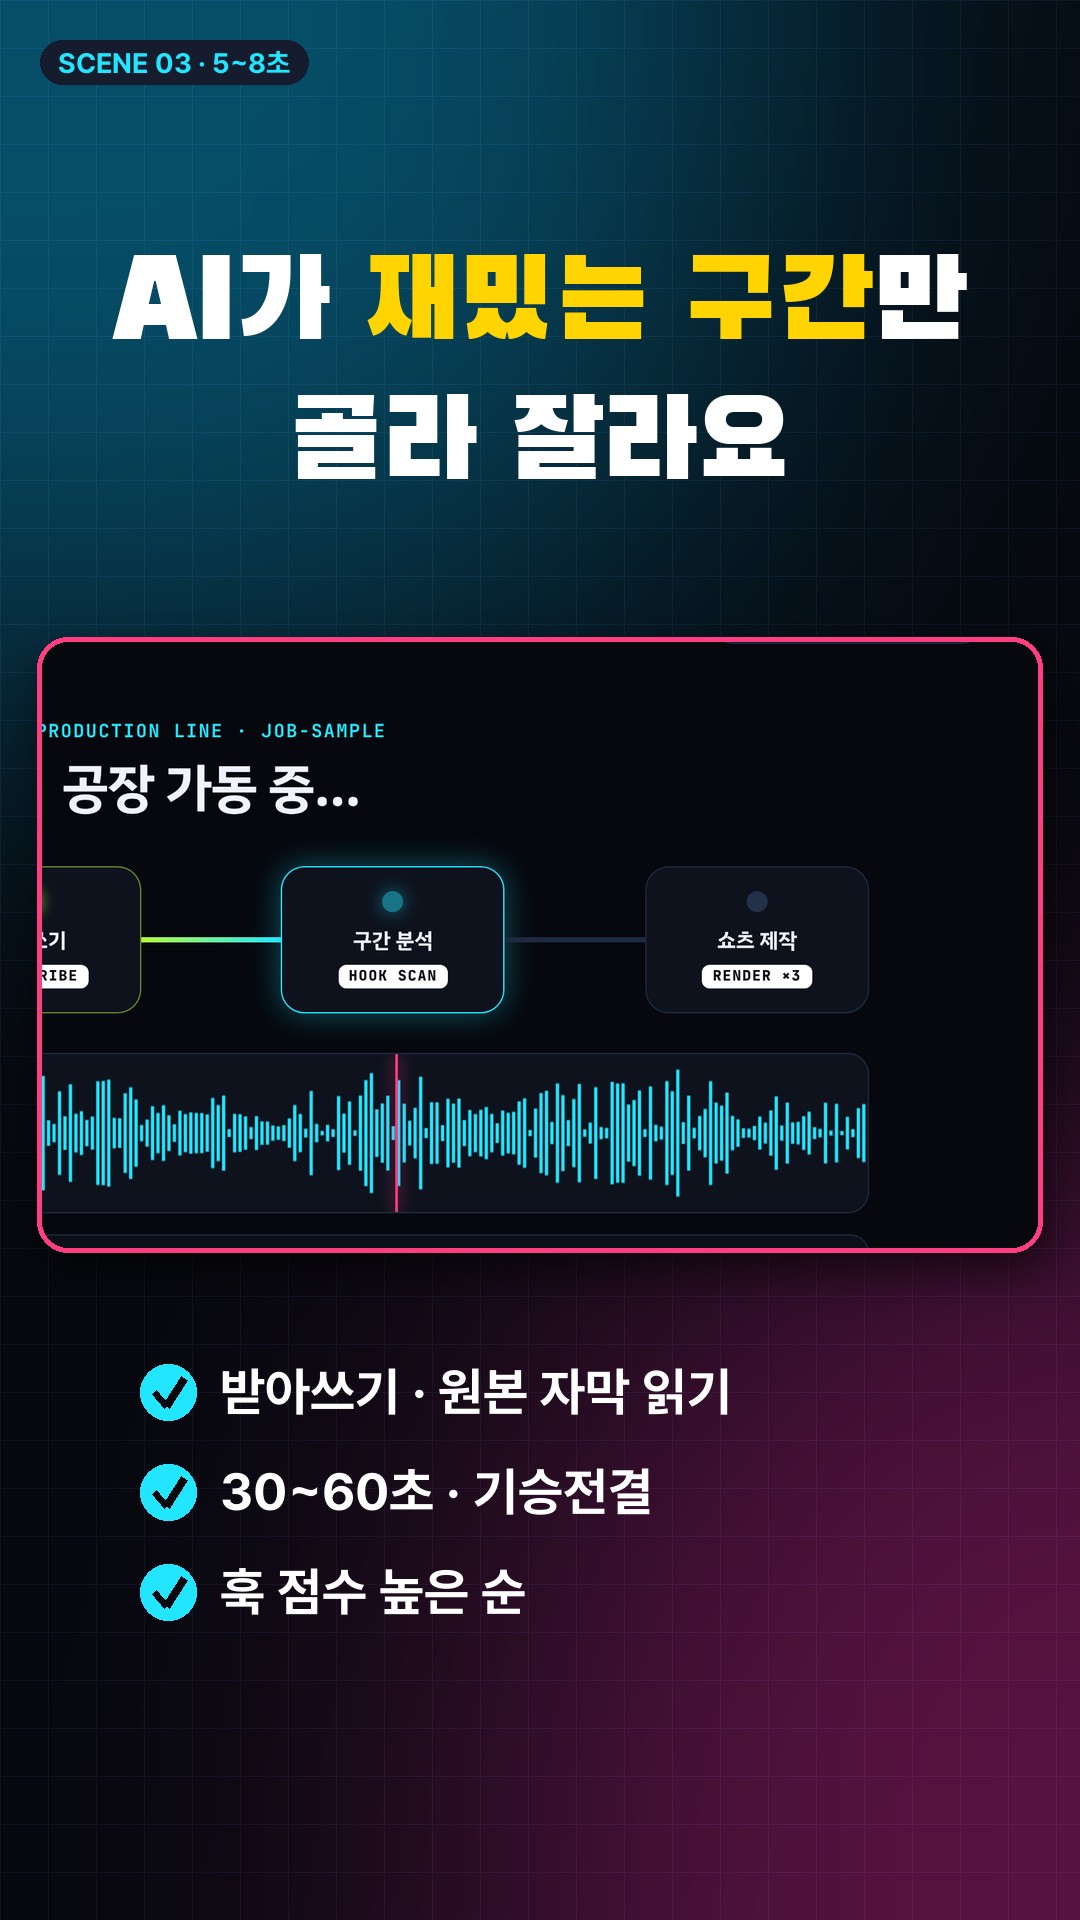 SCENE 03 · 5~8초
AI가 재밌는 구간만
골라 잘라요
PRODUCTION LINE · JOB-SAMPLE
공장 가동 중...
구간 분석
HOOK SCAN
쇼츠 제작
RENDER ×3
받아쓰기 · 원본 자막 읽기
30~60초 · 기승전결
훅 점수 높은 순